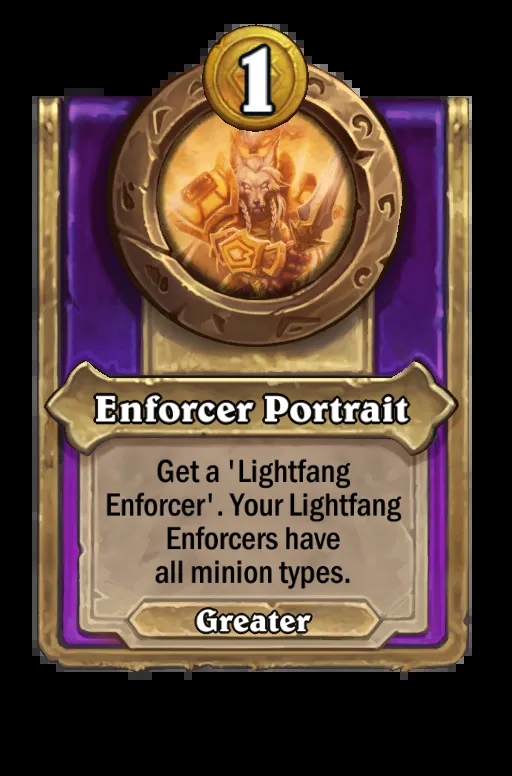 1
Enforcer Portrait
Get a 'Lightfang
Enforcer'. Your Lightfang
Enforcers have
all minion types.
Greater